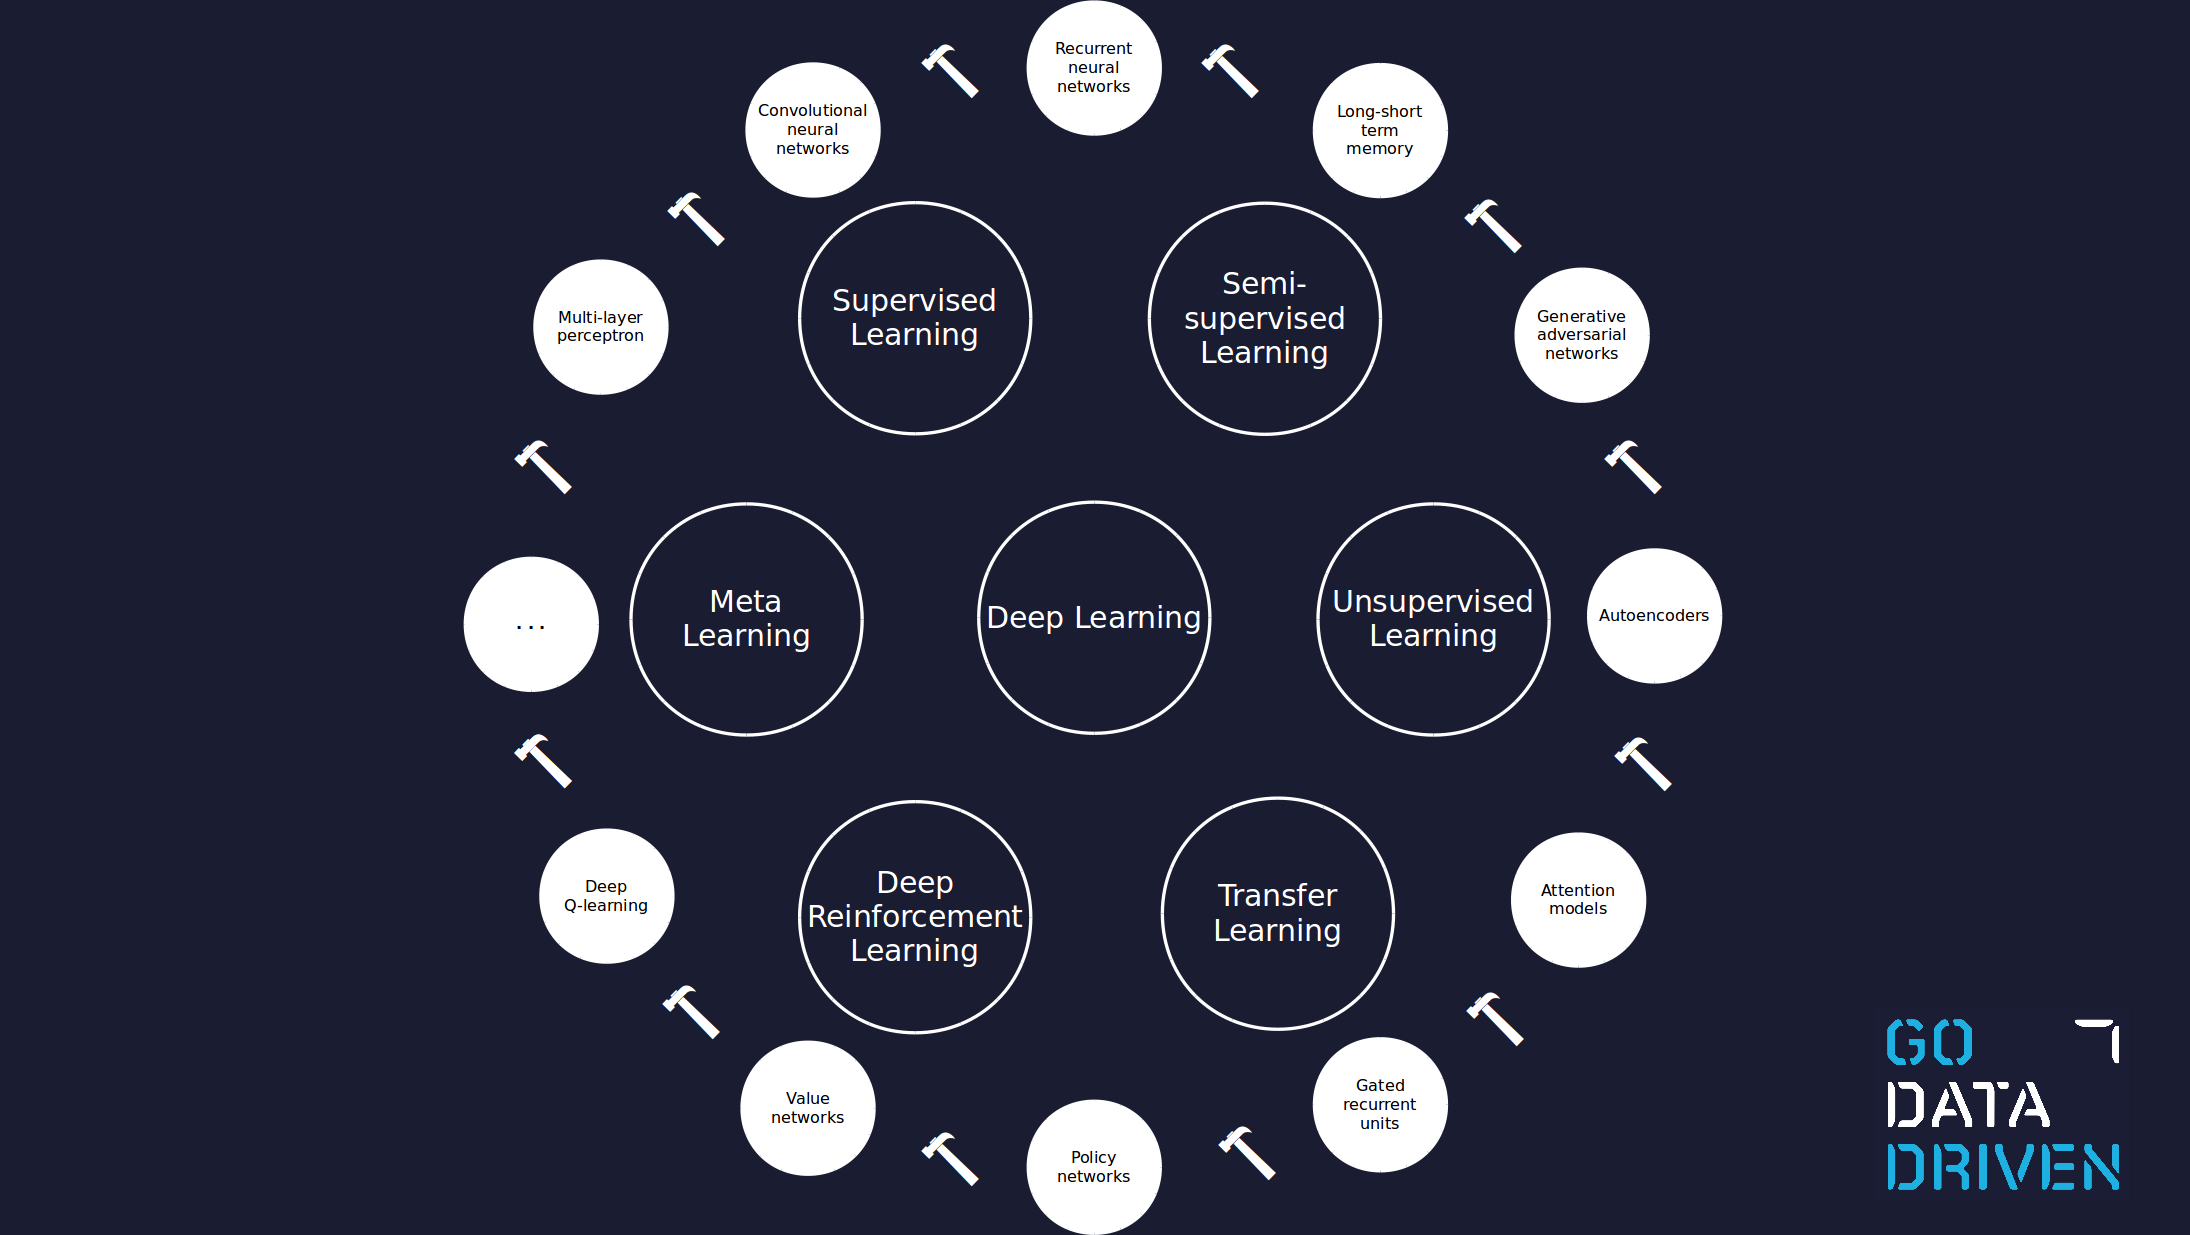 Recurrent
neural
networks
Convolutional
neural
networks
Long-short
term
memory
Multi-layer
perceptron
Supervised
Learning
Semi-
supervised
Learning
Generative
adversarial
networks
...
Meta
Learning
Deep Learning
Unsupervised
Learning
Autoencoders
Deep
Q-learning
Deep
Reinforcement
Learning
Transfer
Learning
Attention
models
Value
networks
Policy
networks
Gated
recurrent
units
GO
DATA
DRIVEN